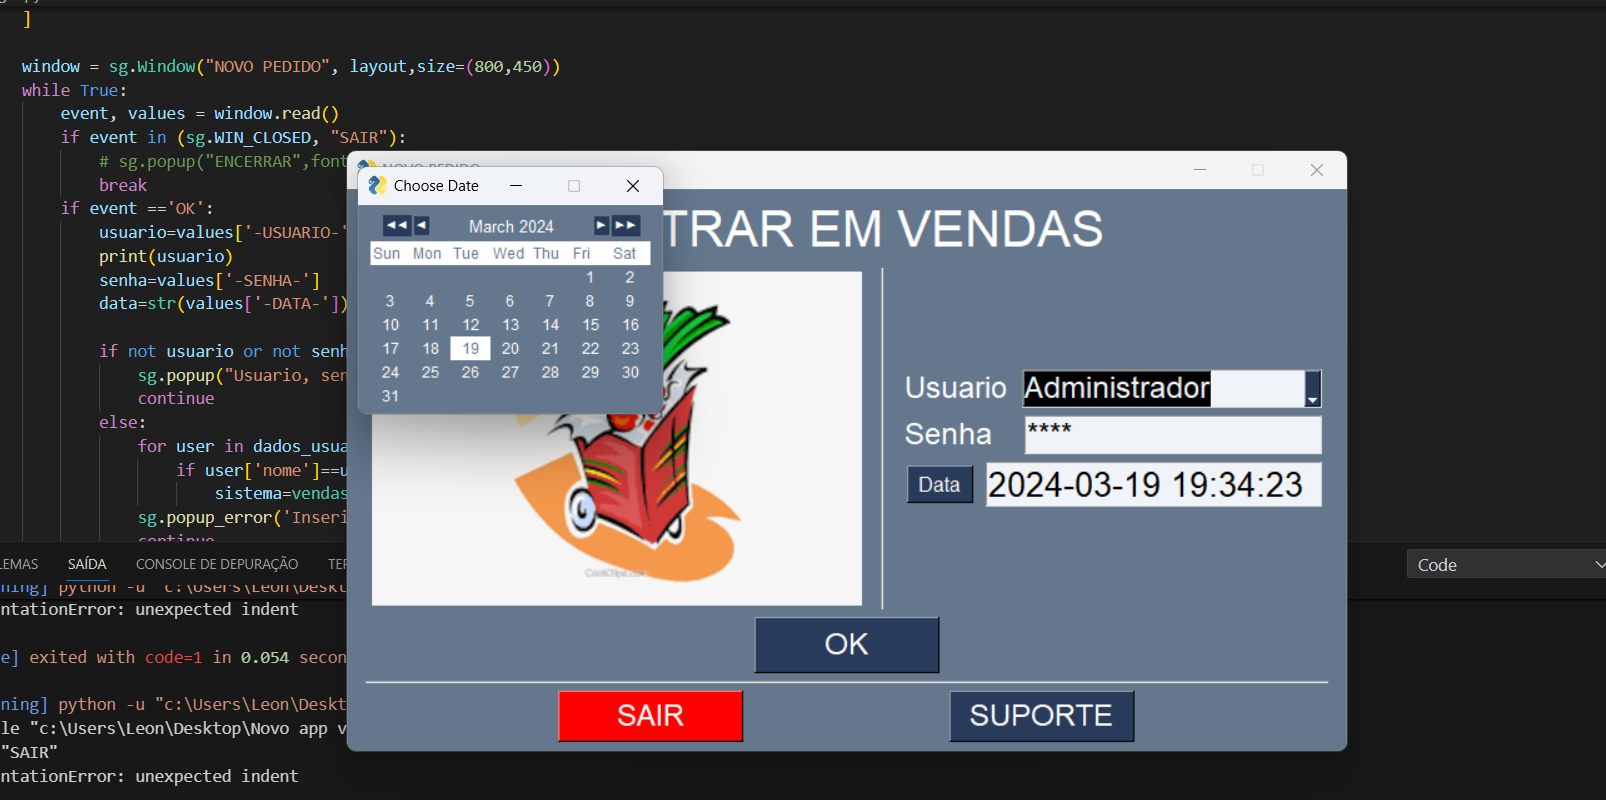 ]
window = sg.Window("NOVO PEDIDO", layout,size=(800,450))
while True:
event, values = window.read()
if event in (sg.WIN_CLOSED, "SAIR"):
# sg.popup("ENCERRAR",font
break
if event =='OK':
usuario=values['-USUARIO-'
print(usuario)
senha=values['-SENHA-']
data=str(values['-DATA-'])
if not usuario or not senh
sg.popup("Usuario, sen
continue
else:
for user in dados_usua
if user['nome']==u
sistema=vendas
sg.popup_error('Inseri
continue
NOVO PEDIDO
Choose Date
March 2024
Sun Mon Tue Wed Thu Fri Sat
1 2
3 4 5 6 7 8 9
10 11 12 13 14 15 16
17 18 19 20 21 22 23
24 25 26 27 28 29 30
31
TRAR EM VENDAS
Usuario Administrador
Senha ****
Data 2024-03-19 19:34:23
OK
SAIR SUPORTE
LEMAS SAÍDA CONSOLE DE DEPURAÇÃO TER
Code
ning] python -u "c:\Users\Leon\Deskt
ntationError: unexpected indent
e] exited with code=1 in 0.054 secon
ning] python -u "c:\Users\Leon\Deskt
le "c:\Users\Leon\Desktop\Novo app v
"SAIR"
ntationError: unexpected indent